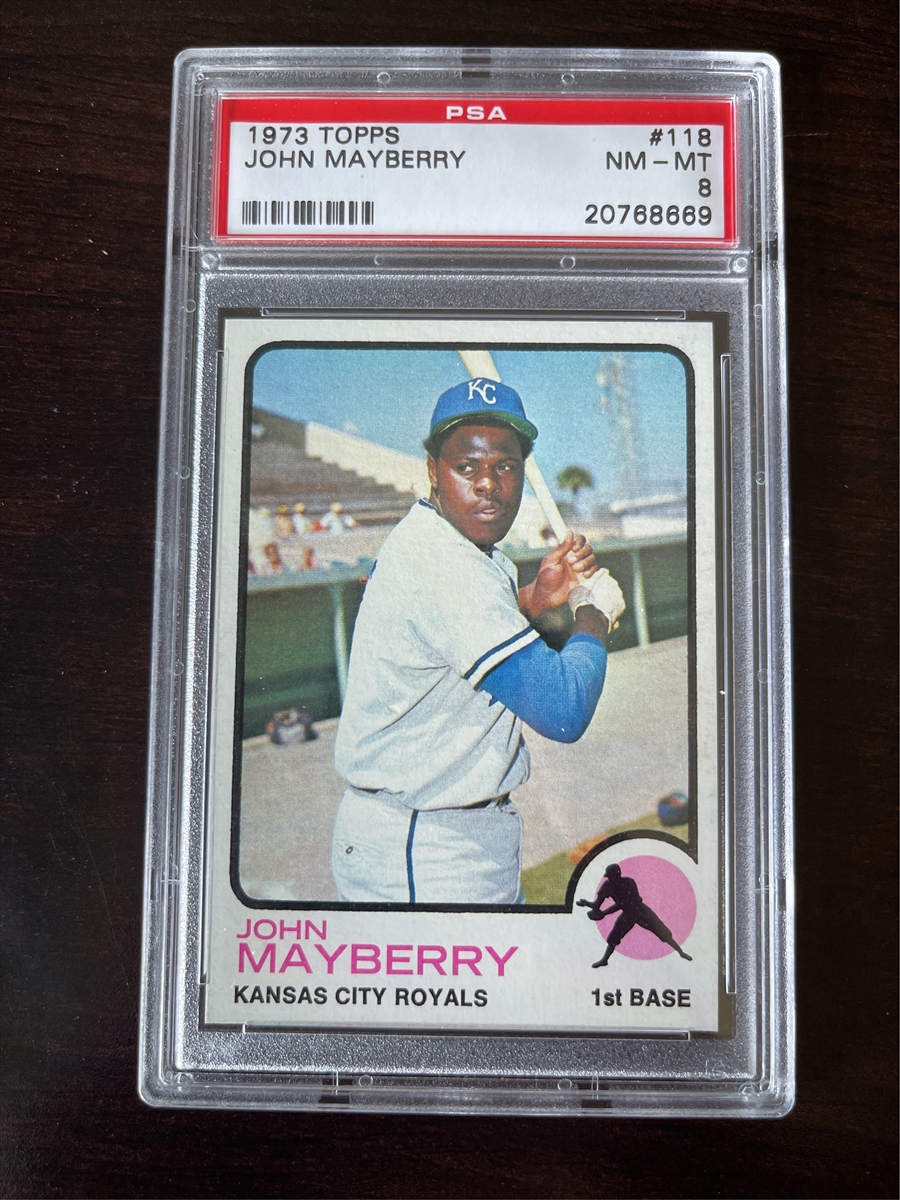 PSA
1973 TOPPS #118
JOHN MAYBERRY NM - MT
8
20768669
KC
JOHN
MAYBERRY
KANSAS CITY ROYALS 1st BASE